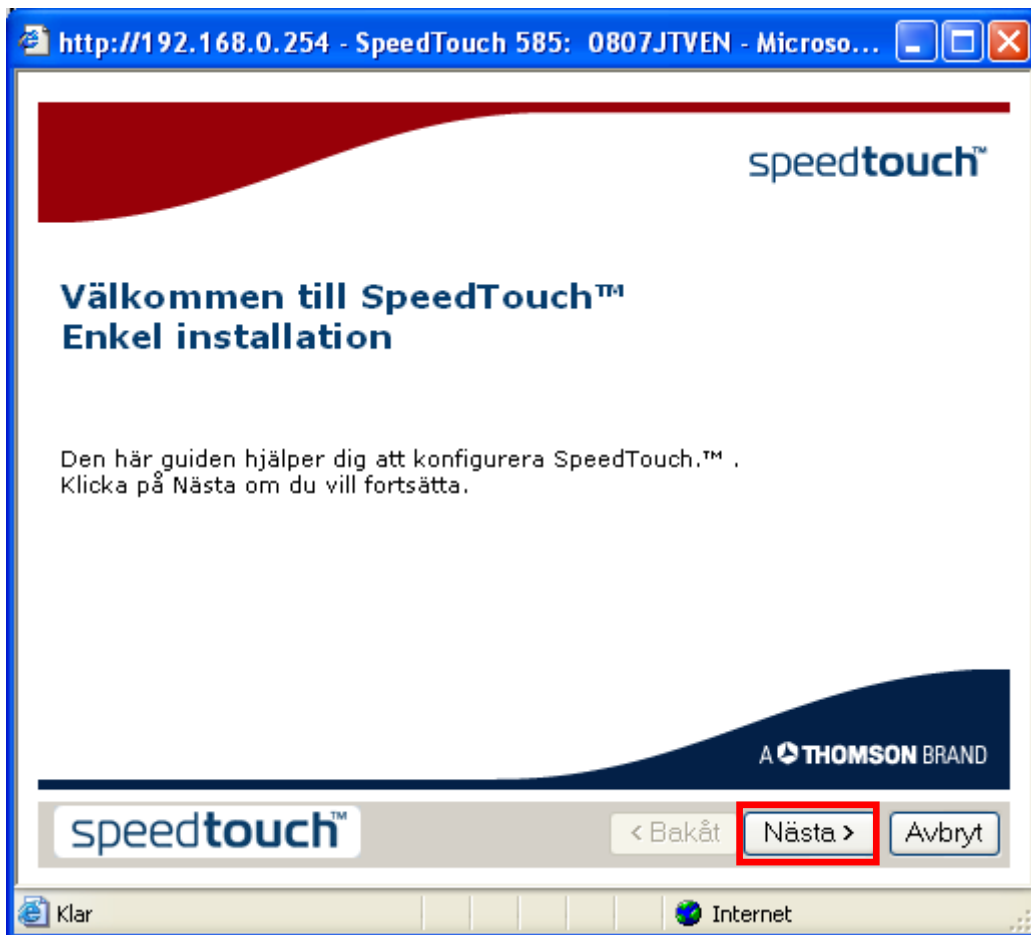 http://192.168.0.254 - SpeedTouch 585: 0807JTVEN - Microso...
speedtouch™
Välkommen till SpeedTouch™
Enkel installation
Den här guiden hjälper dig att konfigurera SpeedTouch.™ .
Klicka på Nästa om du vill fortsätta.
A THOMSON BRAND
speedtouch™
< Bakåt Nästa > Avbryt
Klar Internet